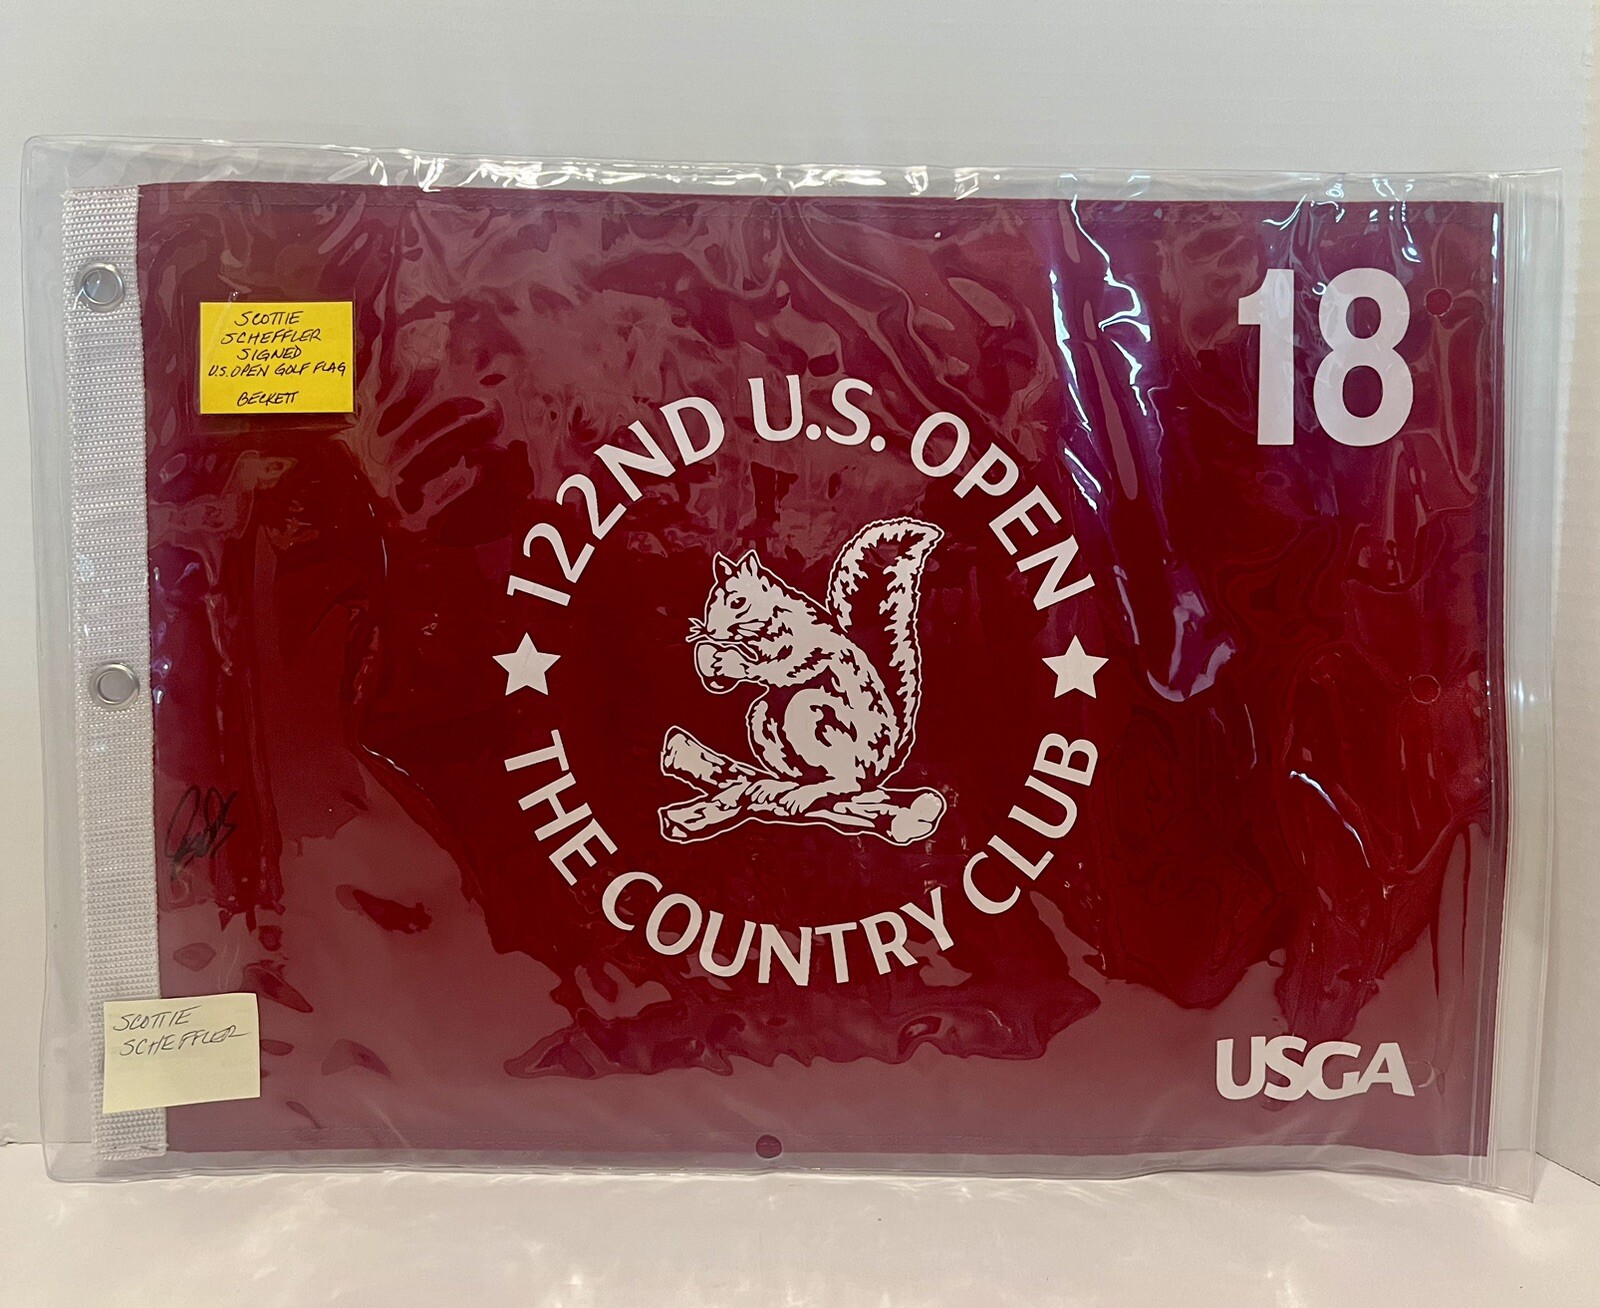 SCOTTIE
SCHEFFLER
SIGNED
U.S. OPEN GOLF FLAG
BECKETT
18
122ND U.S. OPEN
THE COUNTRY CLUB
SCOTTIE
SCHEFFLER
USGA